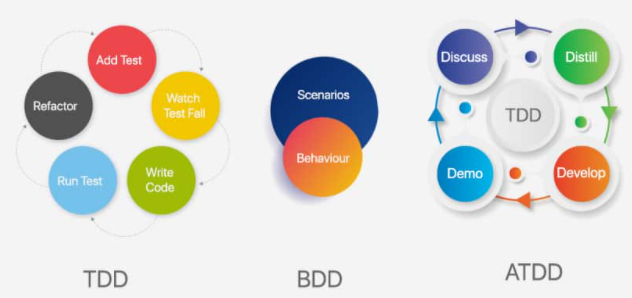 Add Test
Watch
Test Fall
Write
Code
Run Test
Refactor
TDD
Scenarios
Behaviour
BDD
Discuss
Distill
TDD
Demo
Develop
ATDD